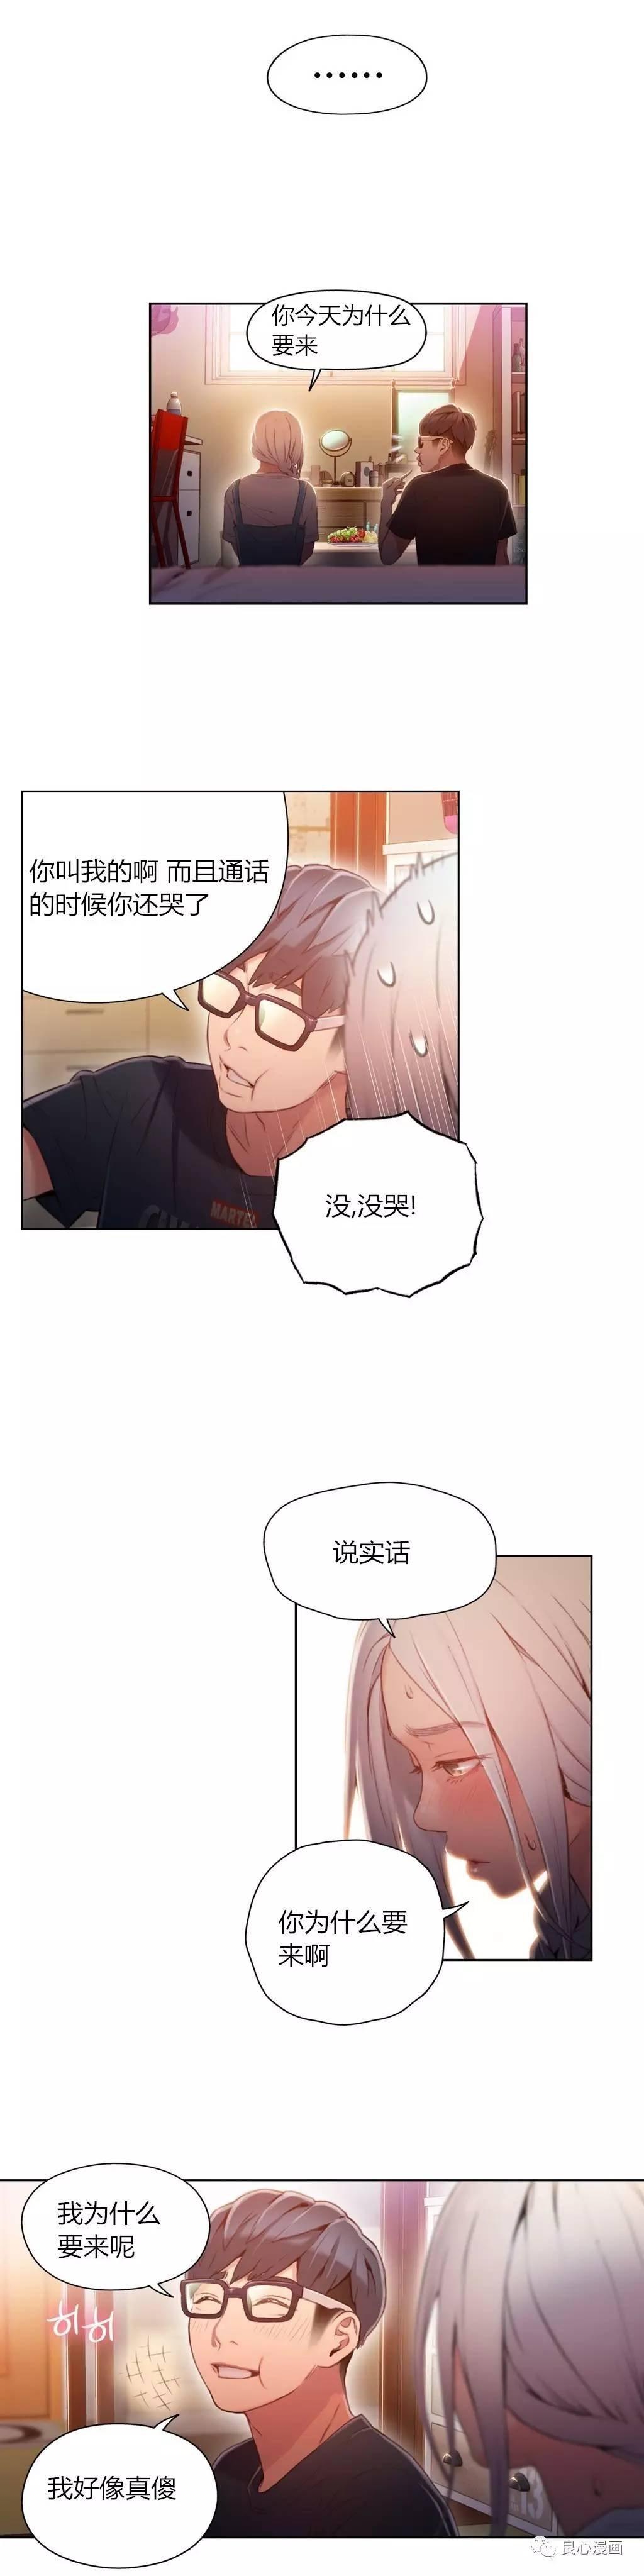 ......
你今天为什么
要来
你叫我的啊 而且通话
的时候你还哭了
MARTEL
没,没哭!
说实话
你为什么要
来啊
我为什么
要来呢
히히
我好像真傻
良心漫画